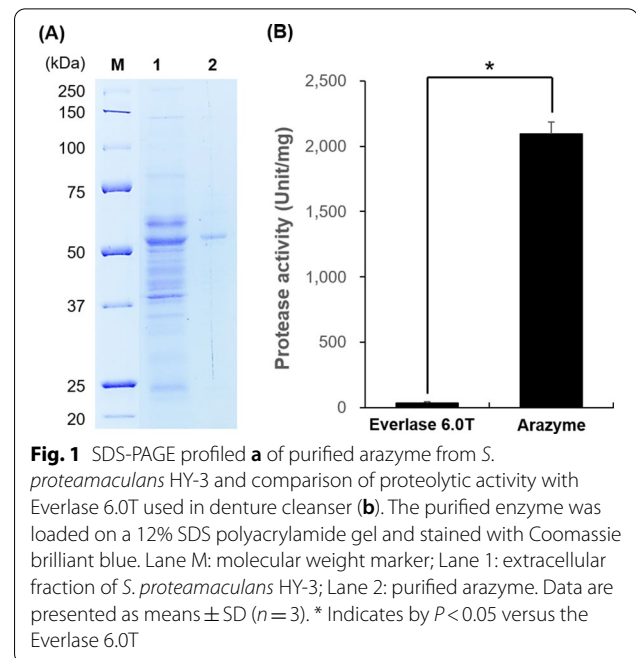 (A)
(kDa) M 1 2
250
150
100
75
50
37
25
20
(B)
Protease activity (Unit/mg)
2,500
2,000
1,500
1,000
500
0
*
Everlase 6.0T Arazyme
Fig. 1 SDS-PAGE profiled a of purified arazyme from S.
proteamaculans HY-3 and comparison of proteolytic activity with
Everlase 6.0T used in denture cleanser (b). The purified enzyme was
loaded on a 12% SDS polyacrylamide gel and stained with Coomassie
brilliant blue. Lane M: molecular weight marker; Lane 1: extracellular
fraction of S. proteamaculans HY-3; Lane 2: purified arazyme. Data are
presented as means ± SD (n = 3). * Indicates by P < 0.05 versus the
Everlase 6.0T